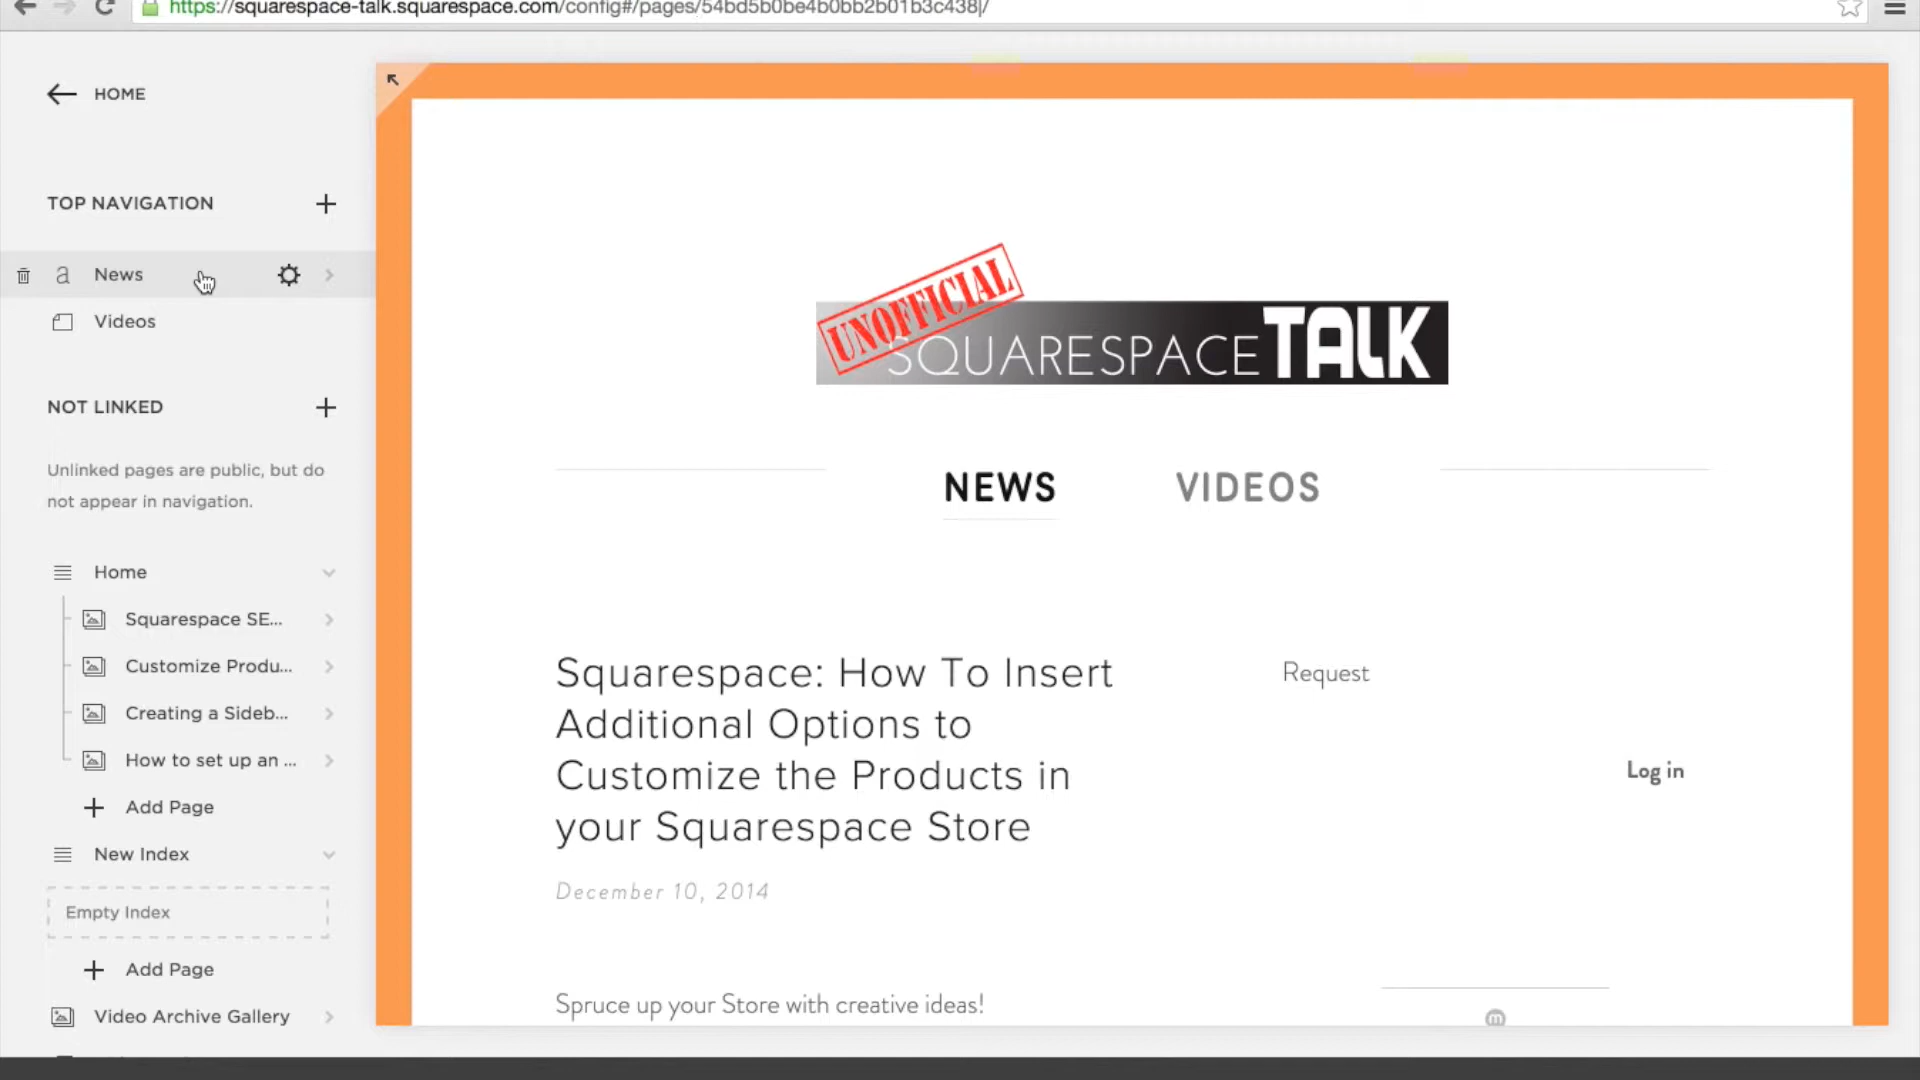 https://squarespace-talk.squarespace.com/config#/pages/54bd5b0be4b0bb2b01b3c438|/
HOME
TOP NAVIGATION
a News
Videos
NOT LINKED
Unlinked pages are public, but do
not appear in navigation.
Home
Squarespace SE...
Customize Produ...
Creating a Sideb...
How to set up an ...
Add Page
New Index
Empty Index
Add Page
Video Archive Gallery
UNOFFICIAL
SQUARESPACETALK
NEWS VIDEOS
Squarespace: How To Insert
Additional Options to
Customize the Products in
your Squarespace Store
December 10, 2014
Spruce up your Store with creative ideas!
Request
Log in
m